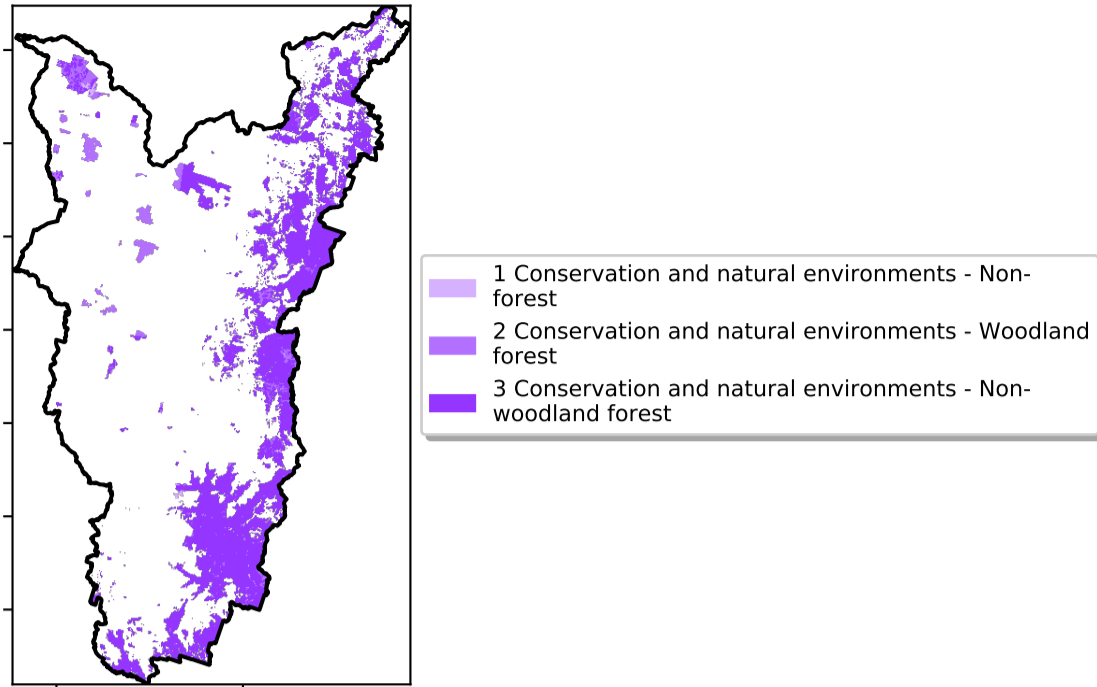 1 Conservation and natural environments - Non-
forest
2 Conservation and natural environments - Woodland
forest
3 Conservation and natural environments - Non-
woodland forest